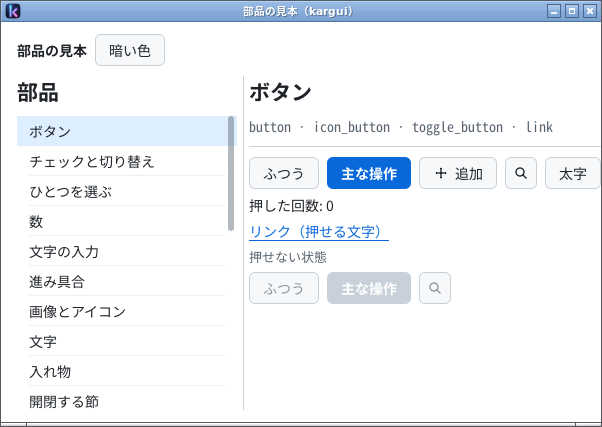 部品の見本（kargui）
部品の見本 暗い色
部品
ボタン
チェックと切り替え
ひとつを選ぶ
数
文字の入力
進み具合
画像とアイコン
文字
入れ物
開閉する節
ボタン
button · icon_button · toggle_button · link
ふつう 主な操作 + 追加 太字
押した回数: 0
リンク（押せる文字）
押せない状態
ふつう 主な操作